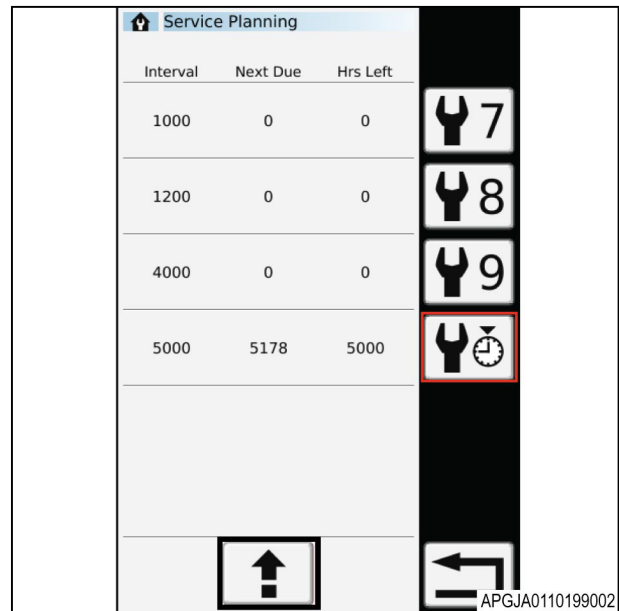 Service Planning
Interval Next Due Hrs Left
1000 0 0 7
1200 0 0 8
4000 0 0 9
5000 5178 5000
APGJA0110199002